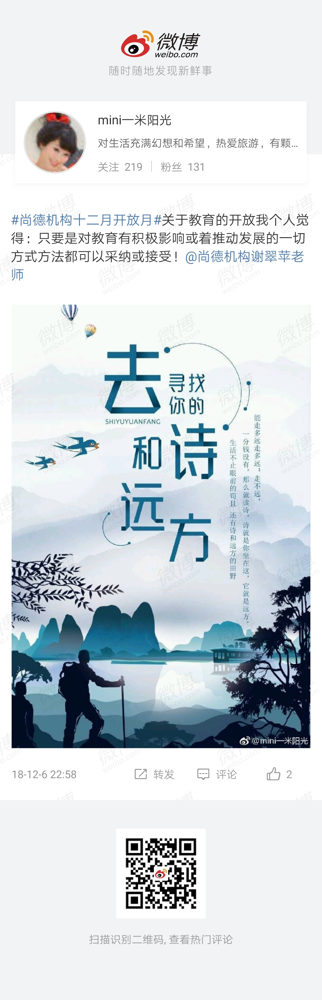 微博
weibo.com
随时随地发现新鲜事
mini一米阳光
对生活充满幻想和希望，热爱旅游，有颗...
关注 219 | 粉丝 131
#尚德机构十二月开放月#关于教育的开放我个人觉
得：只要是对教育有积极影响或着推动发展的一切
方式方法都可以采纳或接受！@尚德机构谢翠苹老
师
去
寻找
你的
SHIYUYUANFANG
诗
和
远
方
能走多远走多远；走不远，
一分钱没有，那么就读诗，诗就是你坐在这，它就是远方。
生活不止眼前的苟且 还有诗和远方的田野
@mini一米阳光
18-12-6 22:58 转发 评论 2
扫描识别二维码, 查看热门评论